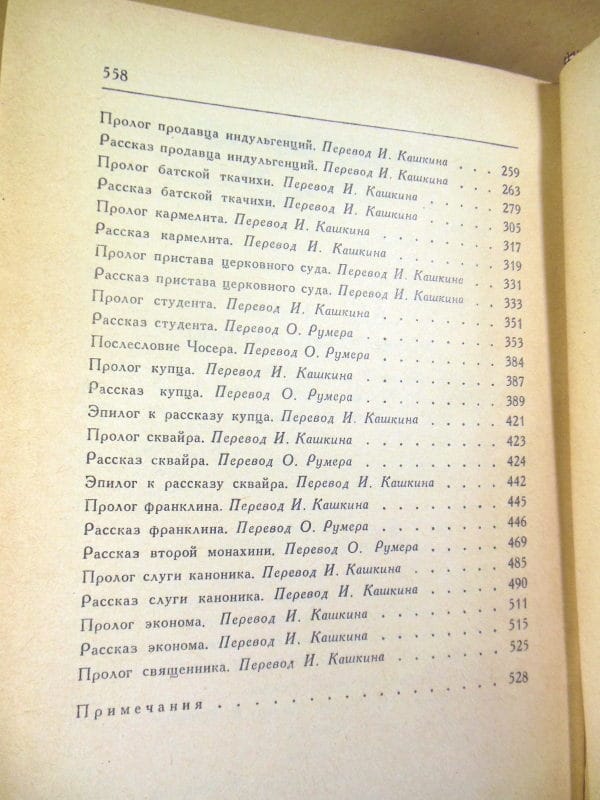 558
Пролог продавца индульгенций. Перевод И. Кашкина . . . 259
Рассказ продавца индульгенций. Перевод И. Кашкина . . . 263
Пролог батской ткачихи. Перевод И. Кашкина . . . . . 279
Рассказ батской ткачихи. Перевод И. Кашкина . . . . . 305
Пролог кармелита. Перевод И. Кашкина . . . . . . . 317
Рассказ кармелита. Перевод И. Кашкина . . . . . . . 319
Пролог пристава церковного суда. Перевод И. Кашкина . . . 331
Рассказ пристава церковного суда. Перевод И. Кашкина . . . 333
Пролог студента. Перевод И. Кашкина . . . . . . . 351
Рассказ студента. Перевод О. Румера . . . . . . . 353
Послесловие Чосера. Перевод О. Румера . . . . . . . 384
Пролог купца. Перевод И. Кашкина . . . . . . . . 387
Рассказ купца. Перевод О. Румера . . . . . . . . 389
Эпилог к рассказу купца. Перевод И. Кашкина . . . . . 421
Пролог сквайра. Перевод И. Кашкина . . . . . . . . 423
Рассказ сквайра. Перевод О. Румера . . . . . . . . 424
Эпилог к рассказу сквайра. Перевод И. Кашкина . . . . 442
Пролог франклина. Перевод И. Кашкина . . . . . . . 445
Рассказ франклина. Перевод О. Румера . . . . . . . 446
Рассказ второй монахини. Перевод О. Румера . . . . . 469
Пролог слуги каноника. Перевод И. Кашкина . . . . . 485
Рассказ слуги каноника. Перевод И. Кашкина . . . . . 490
Пролог эконома. Перевод И. Кашкина . . . . . . . 511
Рассказ эконома. Перевод И. Кашкина . . . . . . . 515
Пролог священника. Перевод И. Кашкина . . . . . . 525
Примечания . . . . . . . . . . . . . . . 528